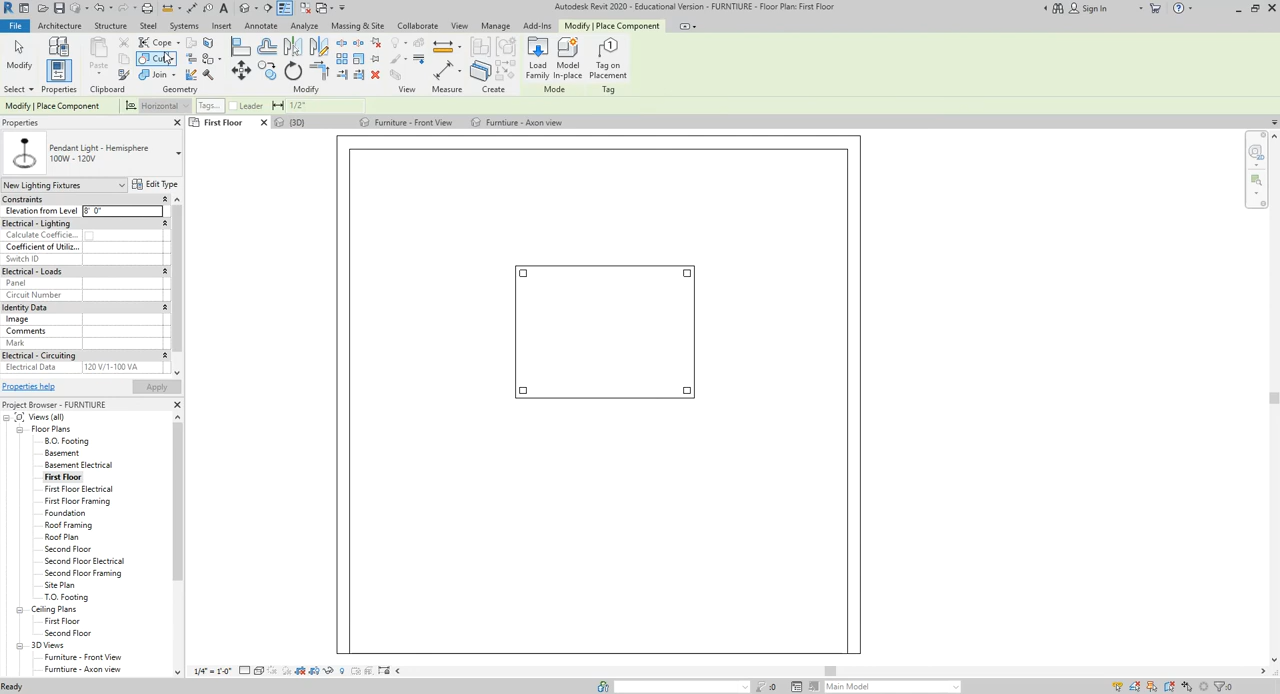 Autodesk Revit 2020 - Educational Version - FURNTIURE - Floor Plan: First Floor
Sign In
File Architecture Structure Steel Systems Insert Annotate Analyze Massing & Site Collaborate View Manage Add-Ins Modify | Place Component
Modify
Paste
Cope
Cut
Join
Load Family
Model In-place
Tag on Placement
Select Properties Clipboard Geometry Modify View Measure Create Mode Tag
Modify | Place Component Horizontal Tags... Leader 1/2"
Properties
First Floor {3D} Furniture - Front View Furntiure - Axon view
Pendant Light - Hemisphere
100W - 120V
New Lighting Fixtures Edit Type
Constraints
Elevation from Level 8' 0"
Electrical - Lighting
Calculate Coefficie...
Coefficient of Utiliz...
Switch ID
Electrical - Loads
Panel
Circuit Number
Identity Data
Image
Comments
Mark
Electrical - Circuiting
Electrical Data 120 V/1-100 VA
Properties help Apply
Project Browser - FURNTIURE
Views (all)
Floor Plans
B.O. Footing
Basement
Basement Electrical
First Floor
First Floor Electrical
First Floor Framing
Foundation
Roof Framing
Roof Plan
Second Floor
Second Floor Electrical
Second Floor Framing
Site Plan
T.O. Footing
Ceiling Plans
First Floor
Second Floor
3D Views
Furniture - Front View
Furntiure - Axon view
1/4" = 1'-0"
Ready :0 Main Model :0